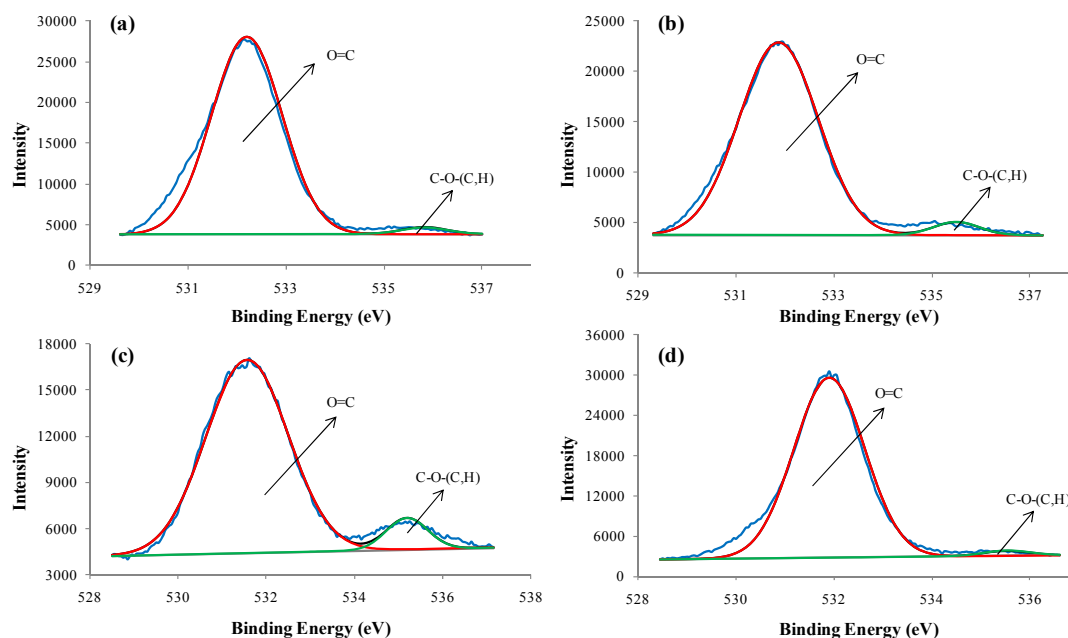 (a)
30000
25000
20000
15000
10000
5000
0
Intensity
O=C
C-O-(C,H)
529 531 533 535 537
Binding Energy (eV)
(b)
25000
20000
15000
10000
5000
0
Intensity
O=C
C-O-(C,H)
529 531 533 535 537
Binding Energy (eV)
(c)
18000
15000
12000
9000
6000
3000
Intensity
O=C
C-O-(C,H)
528 530 532 534 536 538
Binding Energy (eV)
(d)
36000
30000
24000
18000
12000
6000
0
Intensity
O=C
C-O-(C,H)
528 530 532 534 536
Binding Energy (eV)